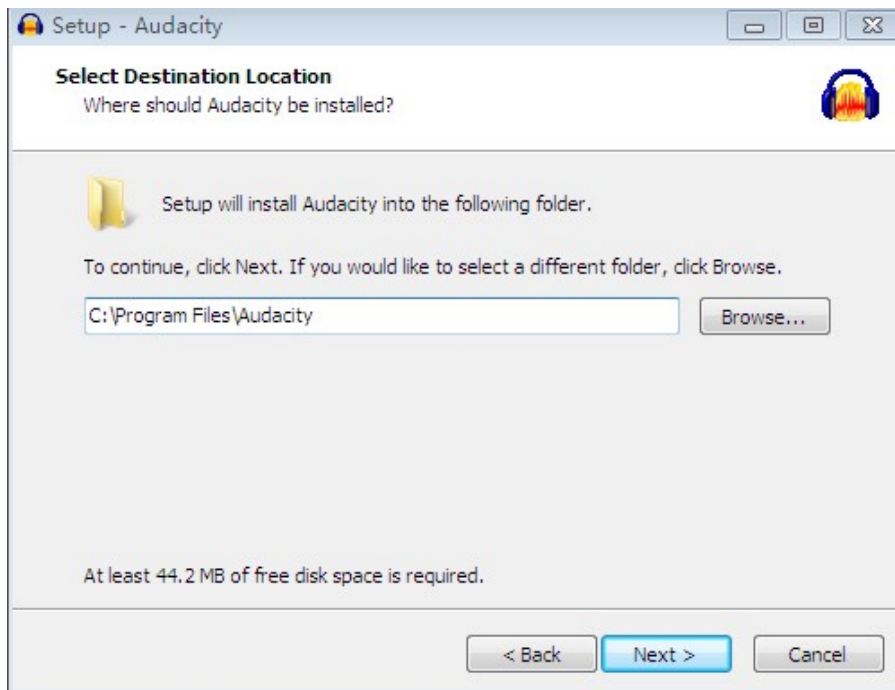 Setup - Audacity
Select Destination Location
Where should Audacity be installed?
Setup will install Audacity into the following folder.
To continue, click Next. If you would like to select a different folder, click Browse.
C:\Program Files\Audacity
Browse...
At least 44.2 MB of free disk space is required.
< Back Next > Cancel